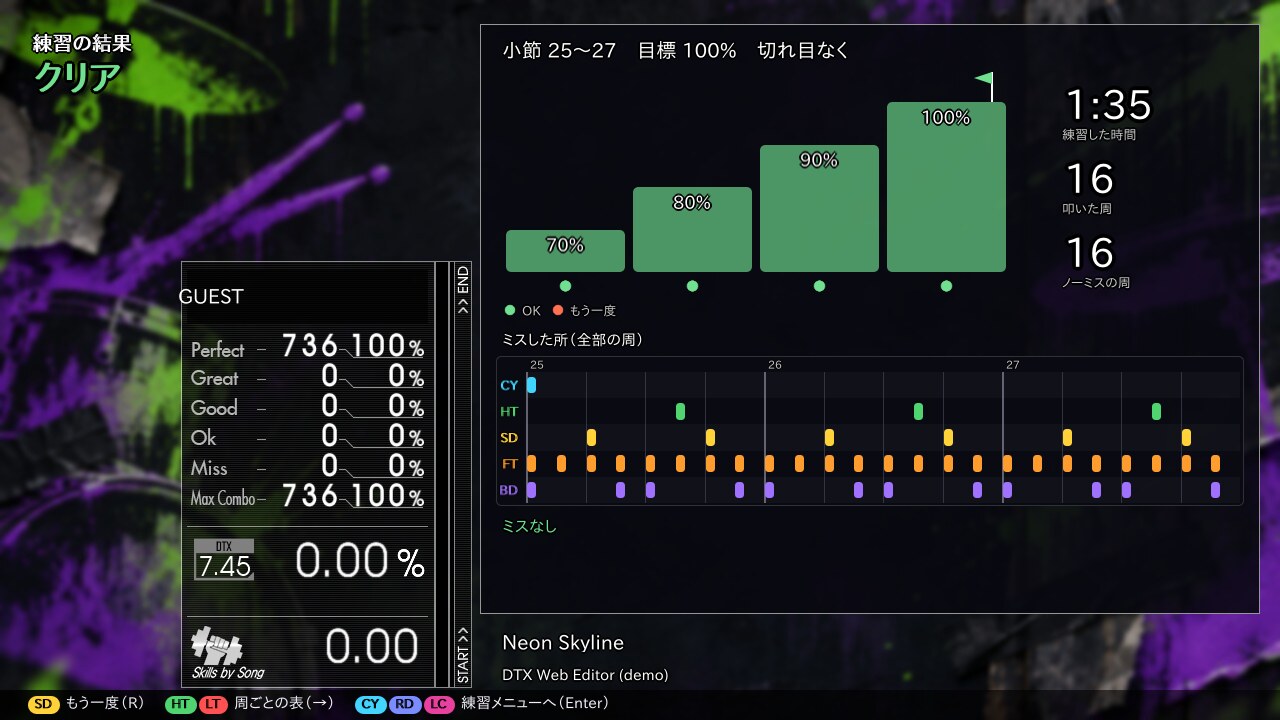 練習の結果
クリア
小節 25～27　目標 100%　切れ目なく
70%
80%
90%
100%
1:35
練習した時間
16
叩いた周
16
ノーミスの周
OK もう一度
ミスした所（全部の周）
25 26 27
CY
HT
SD
FT
BD
ミスなし
GUEST
Perfect 736 100%
Great 0 0%
Good 0 0%
Ok 0 0%
Miss 0 0%
Max Combo 736 100%
DTX
7.45 0.00%
Skills by Song 0.00
>> END
START >>
Neon Skyline
DTX Web Editor (demo)
SD もう一度（R） HT LT 周ごとの表（→） CY RD LC 練習メニューへ（Enter）